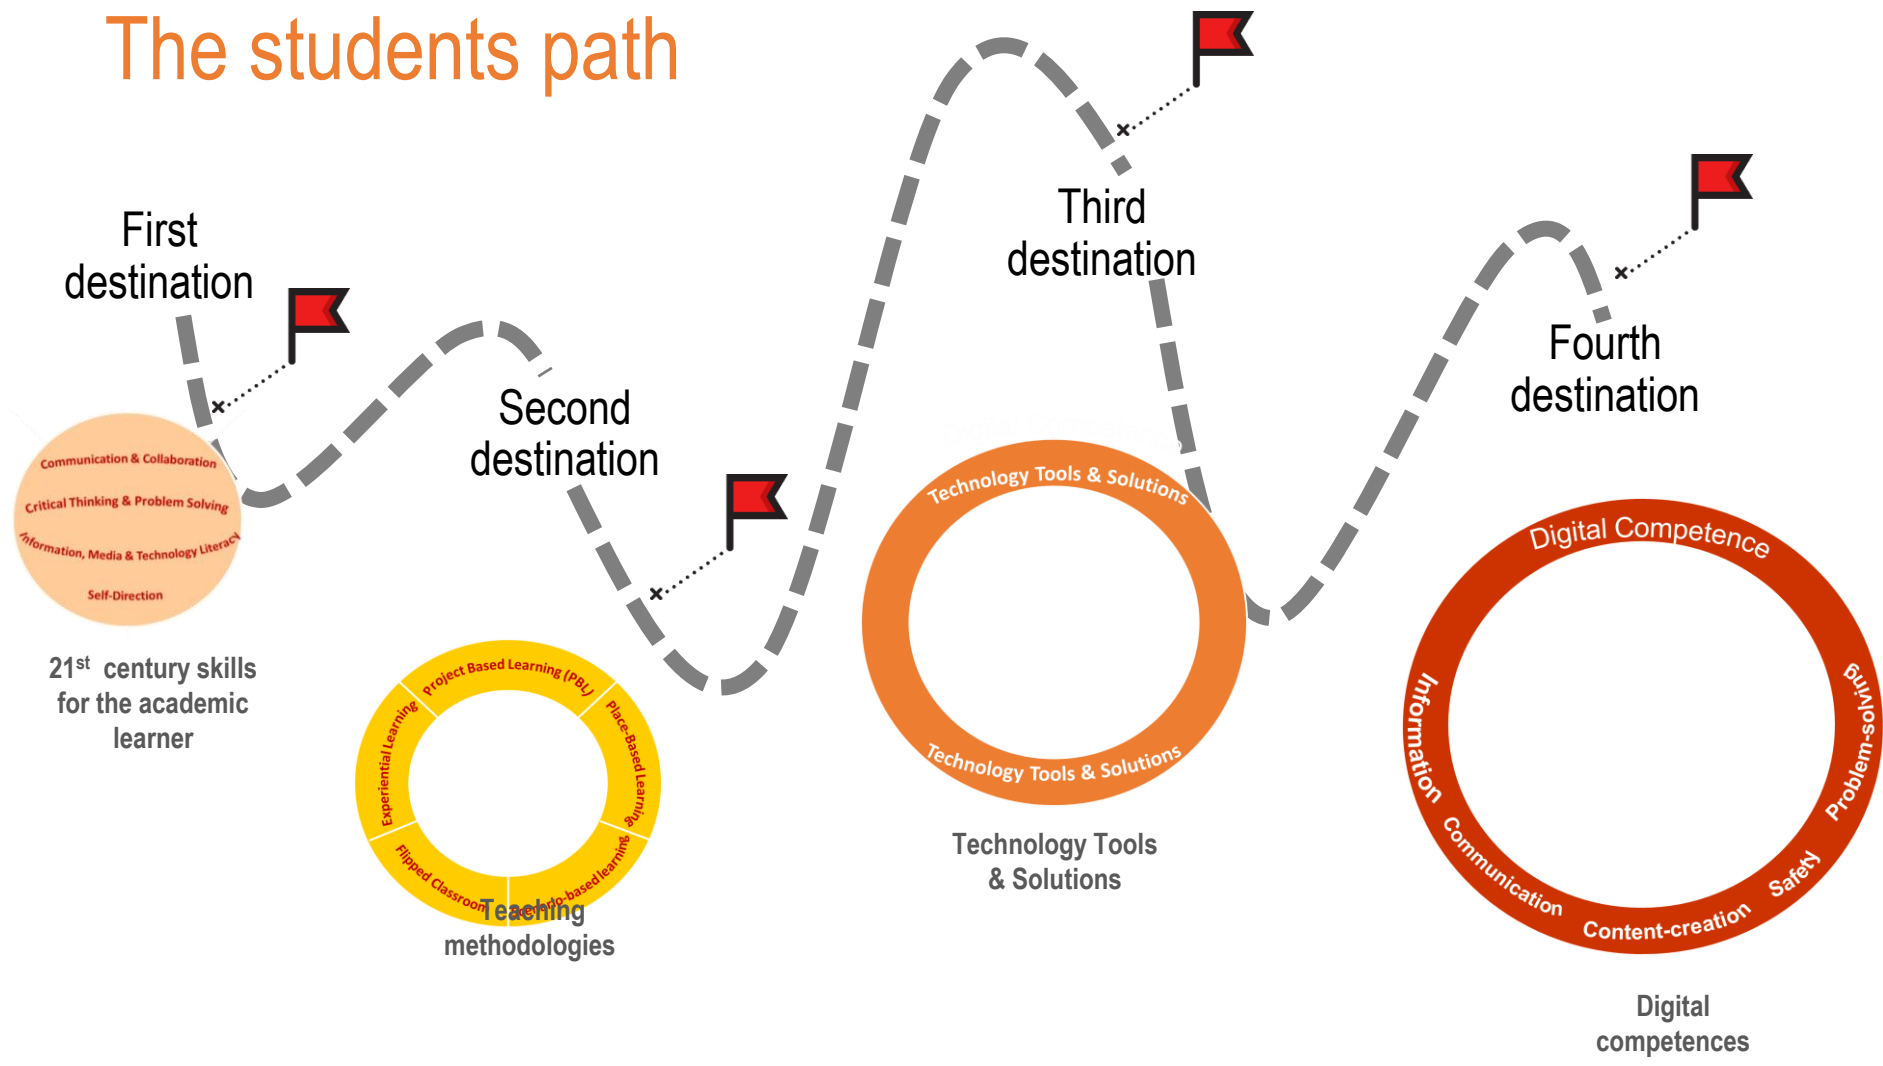 The students path
First
destination
Communication & Collaboration
Critical Thinking & Problem Solving
Information, Media & Technology Literacy
Self-Direction
21st century skills
for the academic
learner
Second
destination
Project Based Learning (PBL)
Place-Based Learning
Scenario-based learning
Flipped Classroom
Experiential Learning
Teaching
methodologies
Third
destination
Technology Tools & Solutions
Technology Tools & Solutions
Technology Tools
& Solutions
Fourth
destination
Digital Competence
Information
Communication
Content-creation
Safety
Problem-solving
Digital
competences